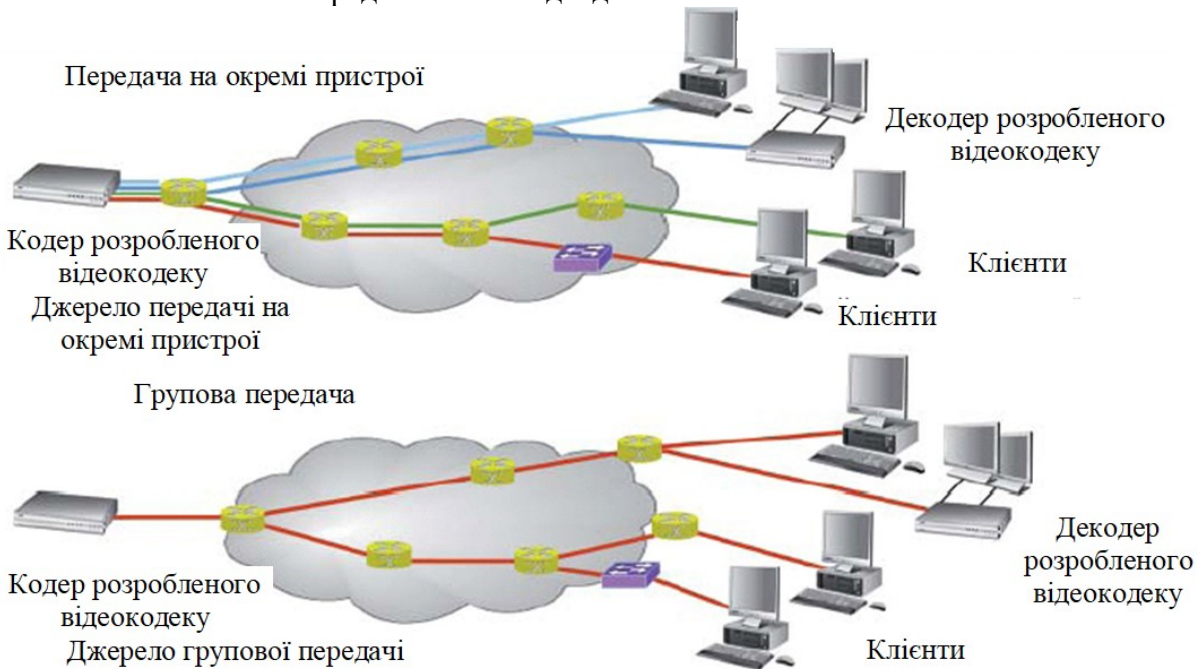 Передача на окремі пристрої
Декодер розробленого
відеокодеку
Кодер розробленого
відеокодеку
Джерело передачі на
окремі пристрої
Клієнти
Клієнти
Групова передача
Кодер розробленого
відеокодеку
Джерело групової передачі
Декодер
розробленого
відеокодеку
Клієнти